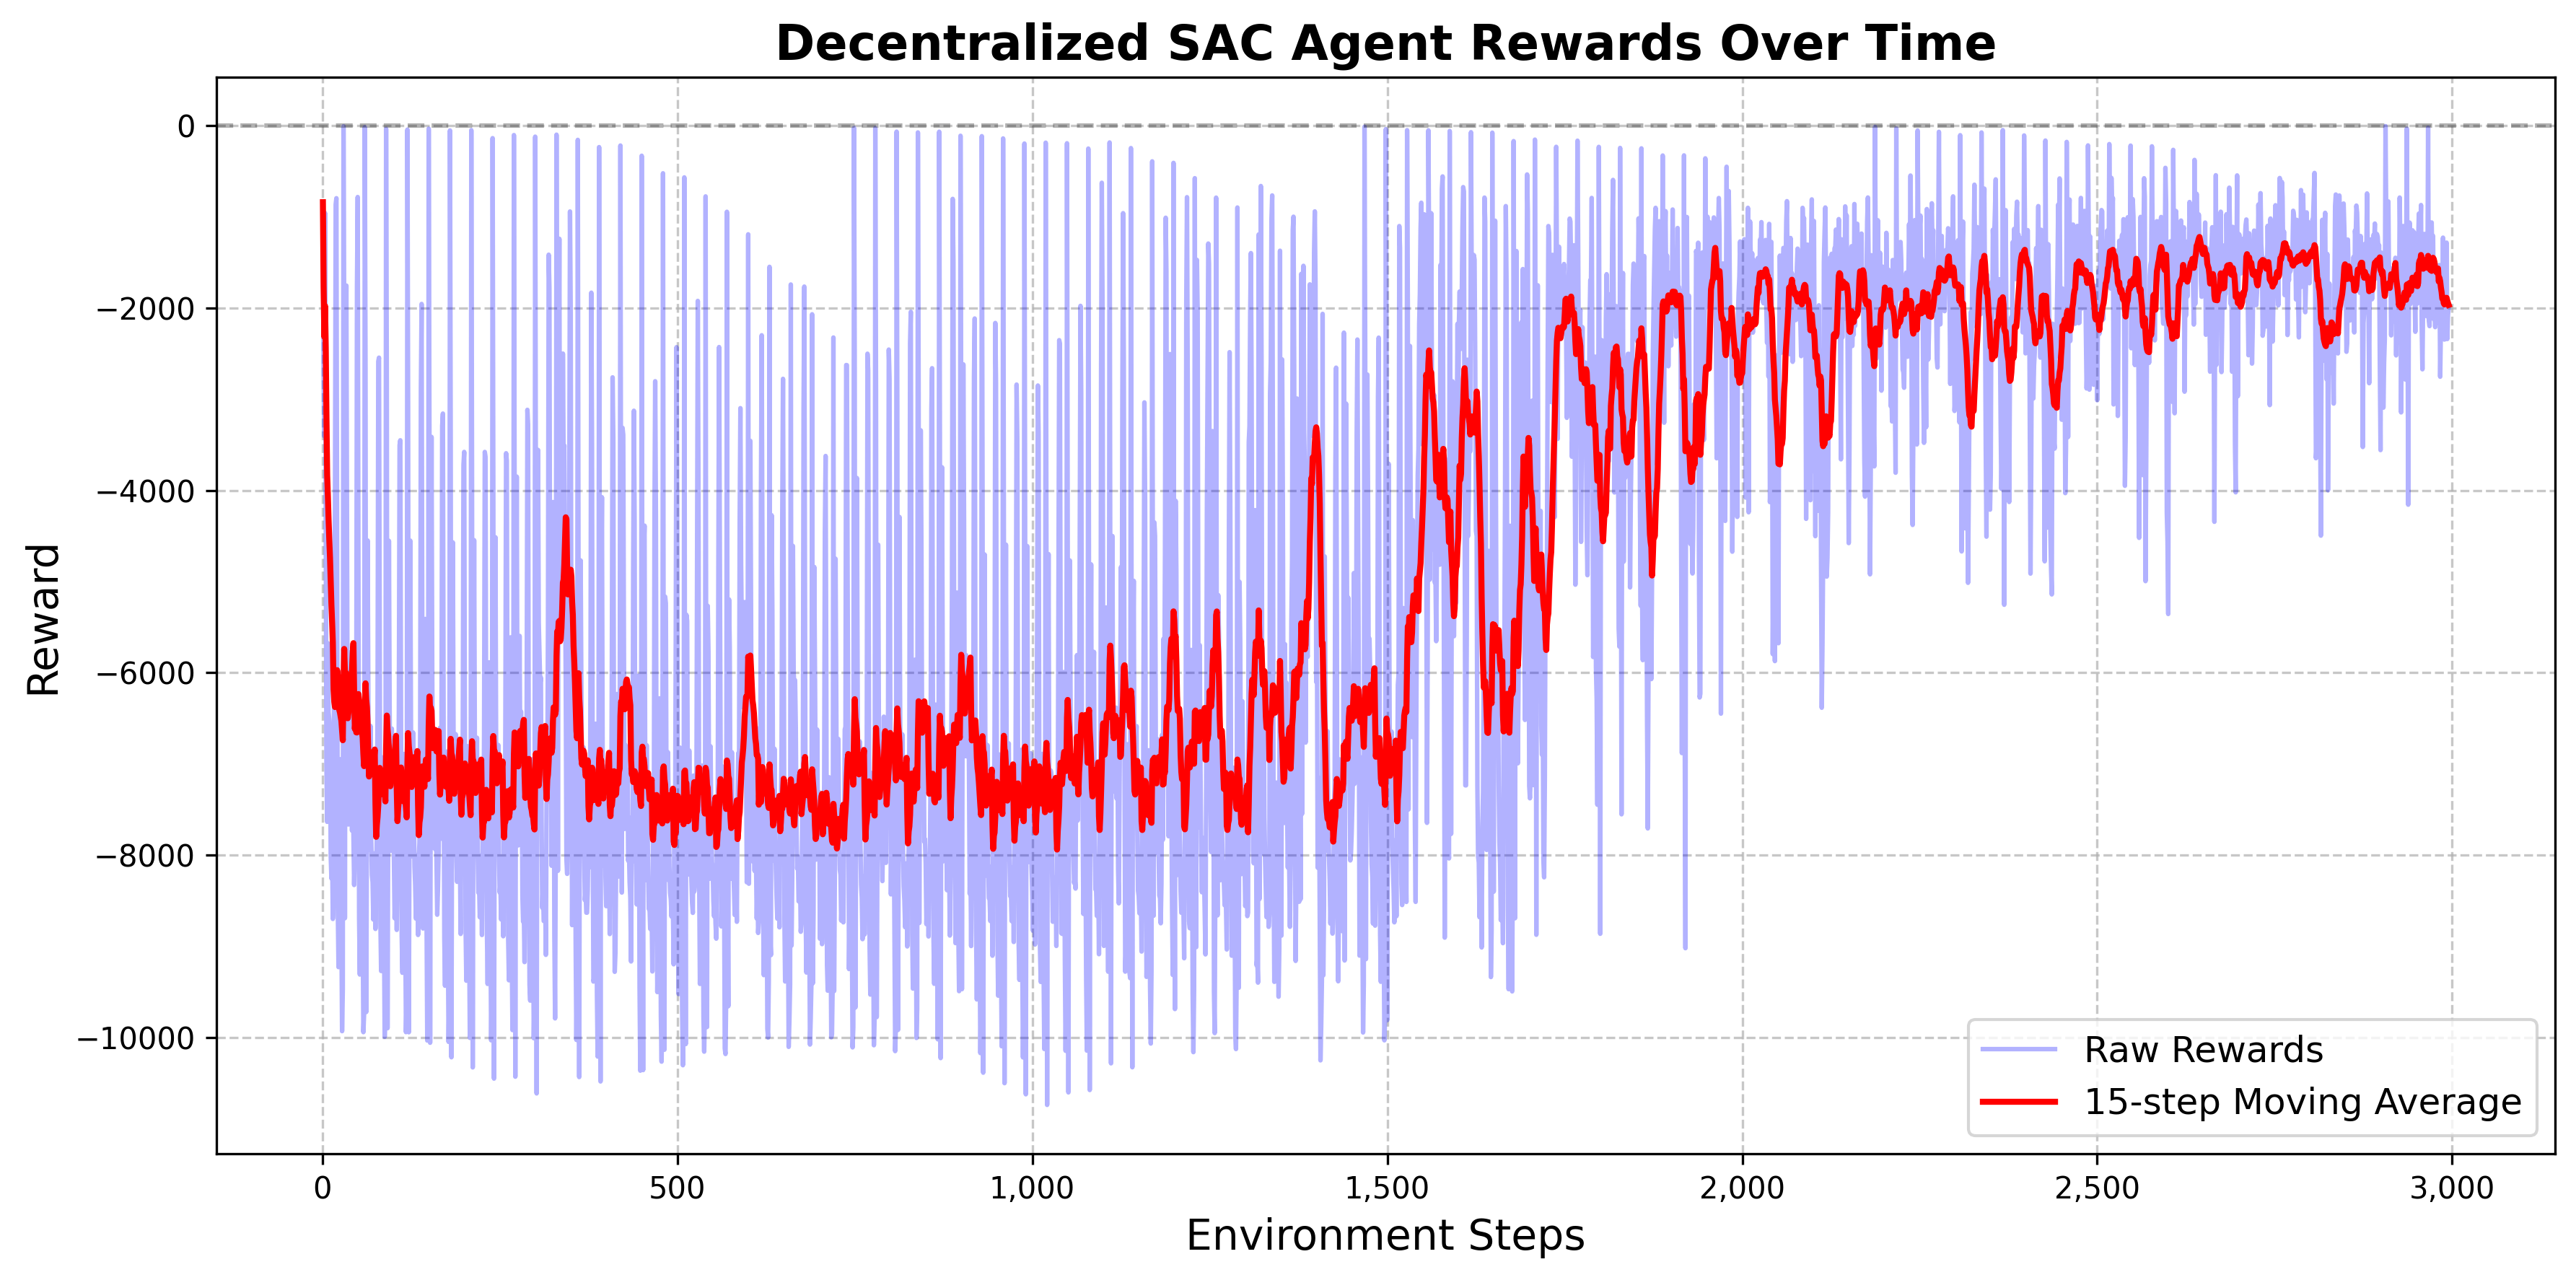 Decentralized SAC Agent Rewards Over Time
Reward
0
−2000
−4000
−6000
−8000
−10000
0
500
1,000
1,500
2,000
2,500
3,000
Environment Steps
Raw Rewards
15-step Moving Average